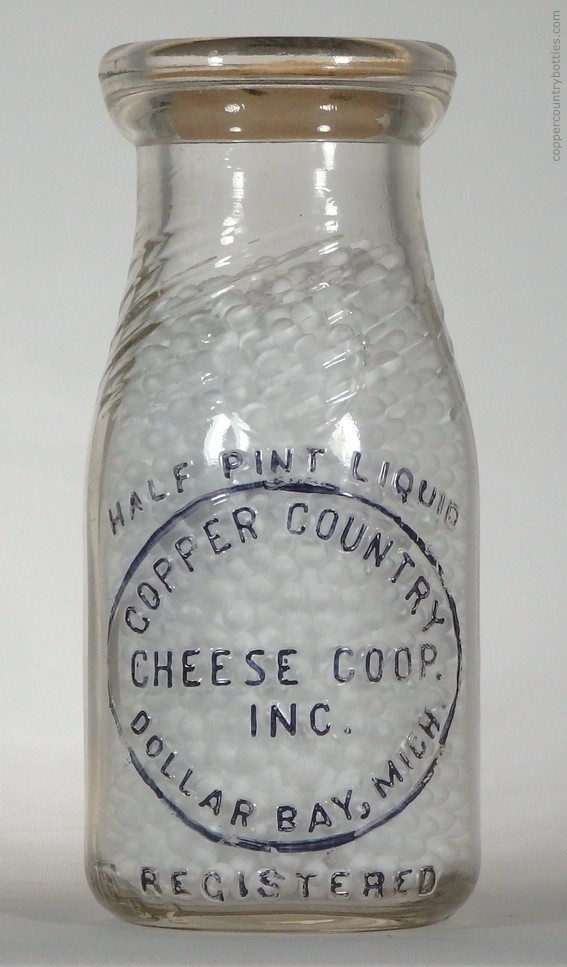 coppercountrybottles.com
HALF PINT LIQUID
COPPER COUNTRY
CHEESE COOP.
INC.
DOLLAR BAY, MICH.
REGISTERED